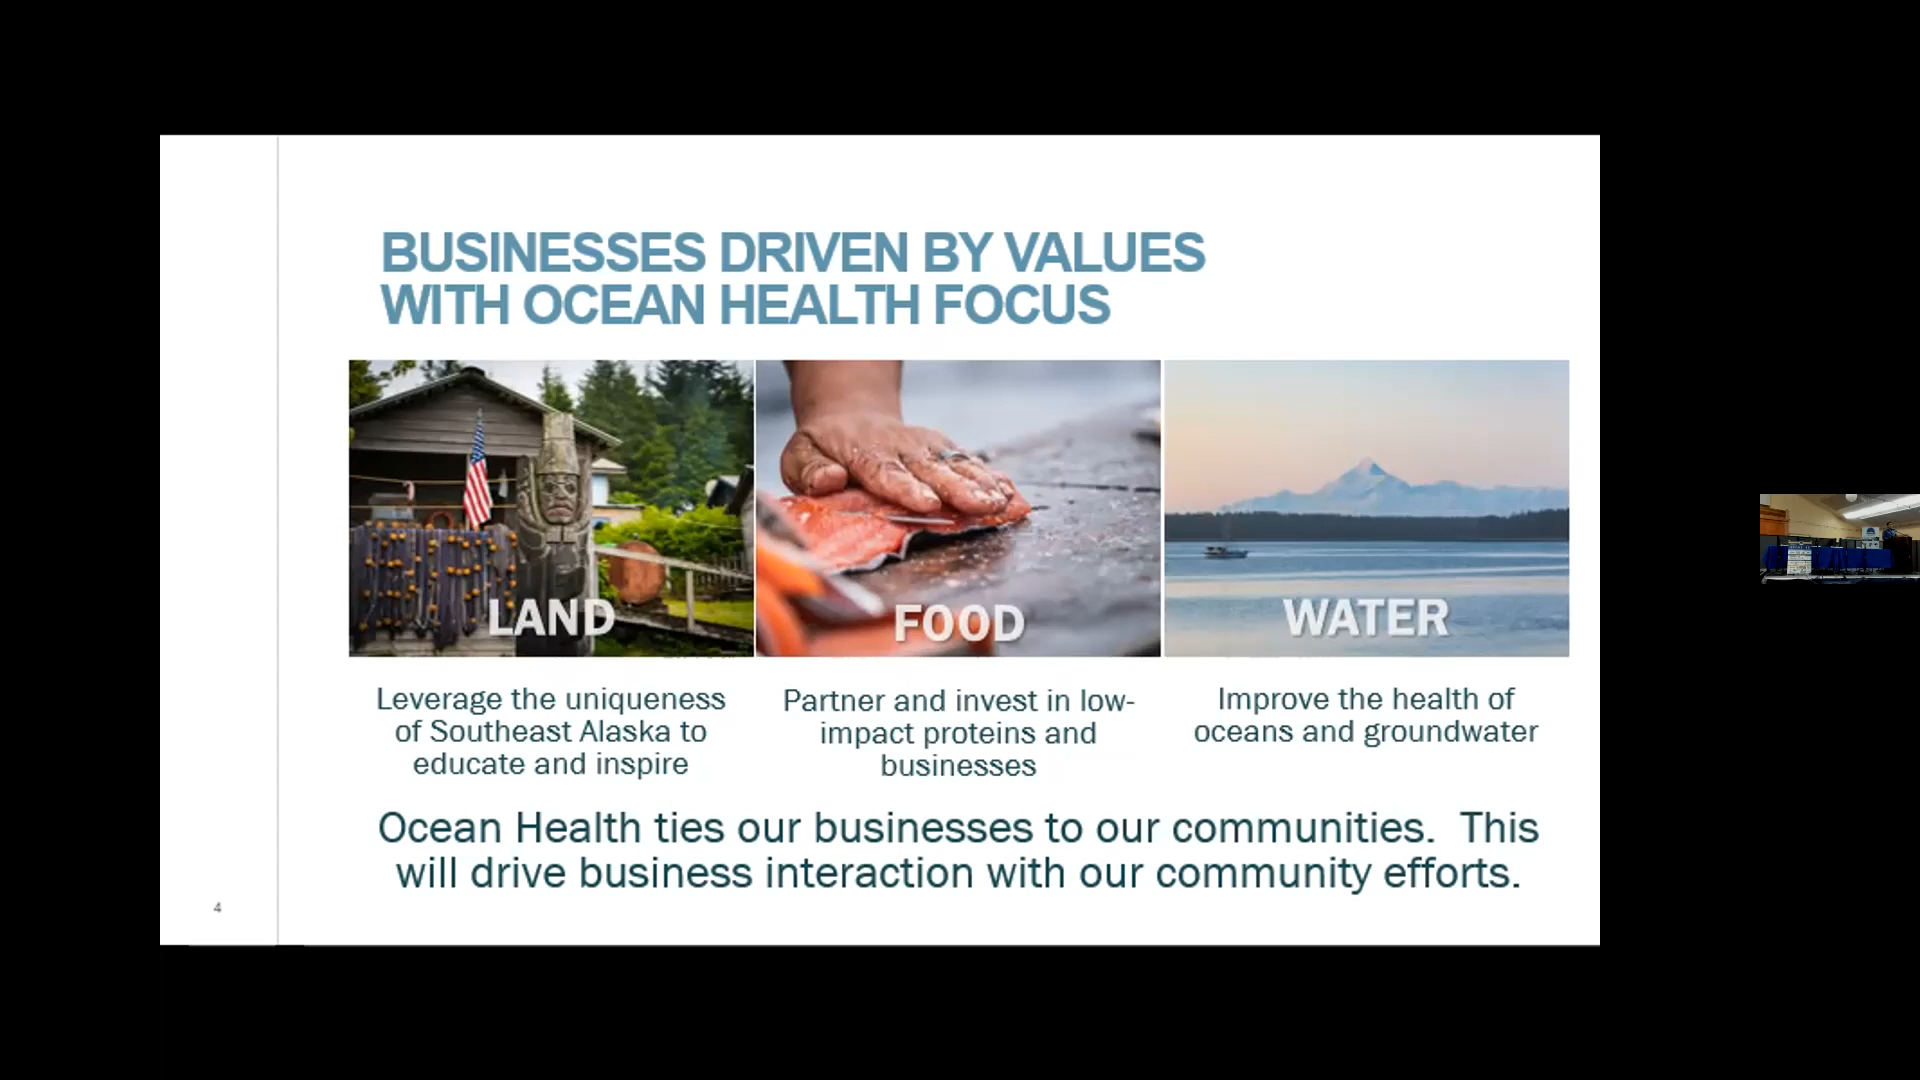 BUSINESSES DRIVEN BY VALUES
WITH OCEAN HEALTH FOCUS
LAND
FOOD
WATER
Leverage the uniqueness
of Southeast Alaska to
educate and inspire
Partner and invest in low-
impact proteins and
businesses
Improve the health of
oceans and groundwater
Ocean Health ties our businesses to our communities.  This
will drive business interaction with our community efforts.
4